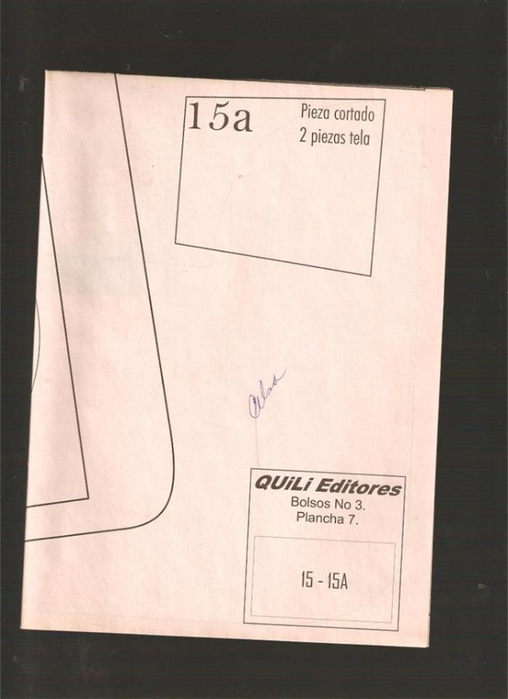 15a
Pieza cortado
2 piezas tela
QUiLi Editores
Bolsos No 3.
Plancha 7.
15 - 15A